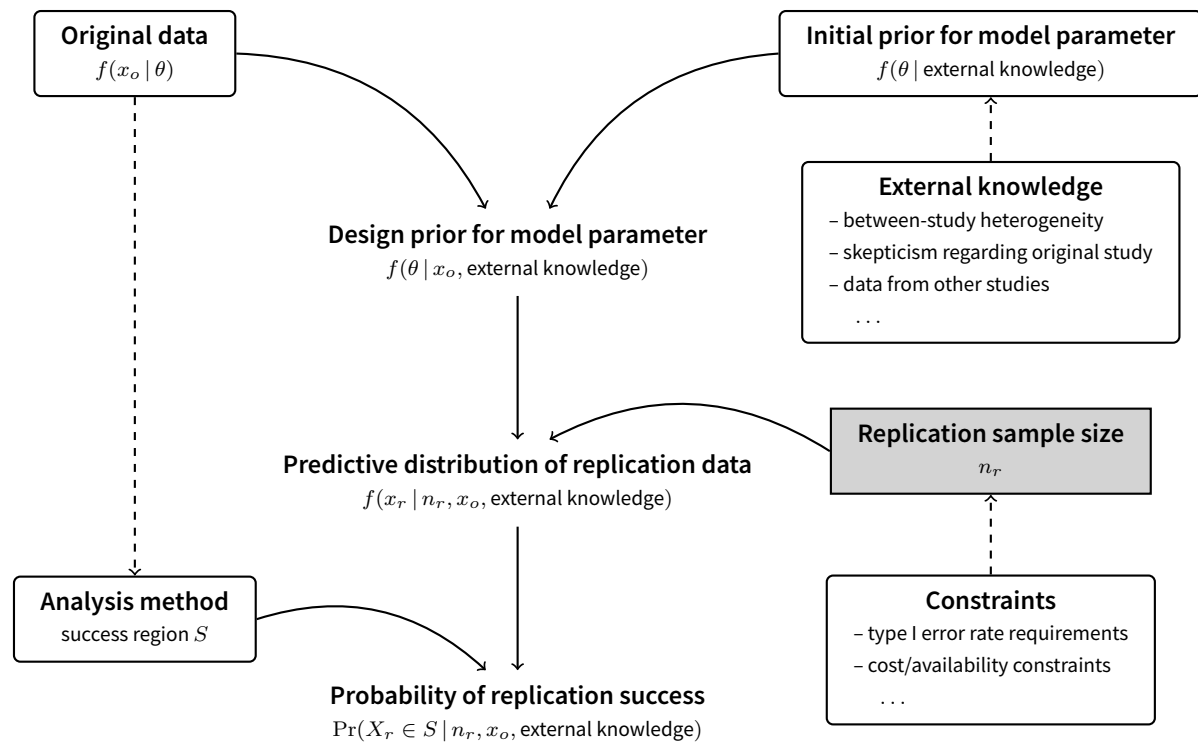 Original data
f(x_o | θ)
Initial prior for model parameter
f(θ | external knowledge)
External knowledge
– between-study heterogeneity
– skepticism regarding original study
– data from other studies
. . .
Design prior for model parameter
f(θ | x_o, external knowledge)
Replication sample size
n_r
Predictive distribution of replication data
f(x_r | n_r, x_o, external knowledge)
Analysis method
success region S
Constraints
– type I error rate requirements
– cost/availability constraints
. . .
Probability of replication success
Pr(X_r ∈ S | n_r, x_o, external knowledge)